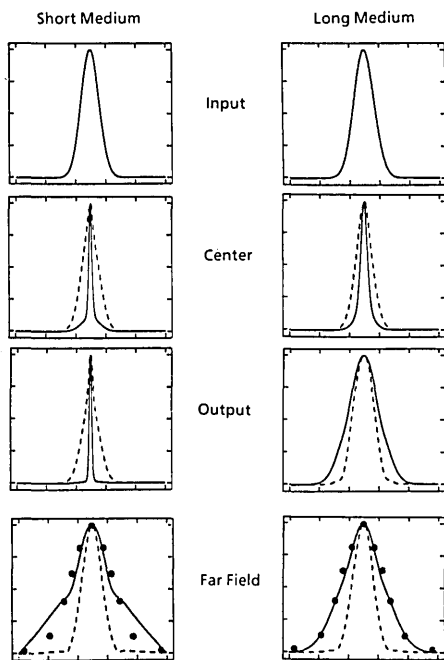 Short Medium
Long Medium
Input
Center
Output
Far Field